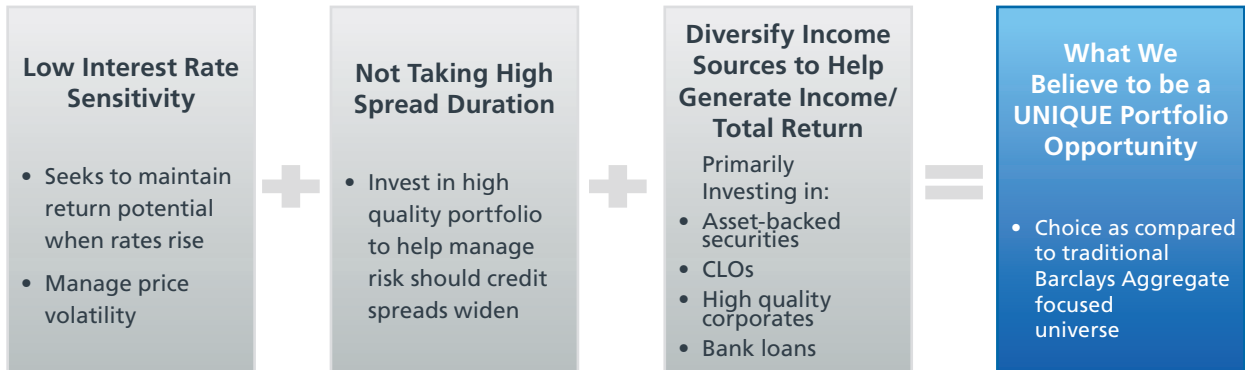 Low Interest Rate
Sensitivity
• Seeks to maintain
return potential
when rates rise
• Manage price
volatility
Not Taking High
Spread Duration
• Invest in high
quality portfolio
to help manage
risk should credit
spreads widen
Diversify Income
Sources to Help
Generate Income/
Total Return
Primarily
Investing in:
• Asset-backed
securities
• CLOs
• High quality
corporates
• Bank loans
What We
Believe to be a
UNIQUE Portfolio
Opportunity
• Choice as compared
to traditional
Barclays Aggregate
focused
universe